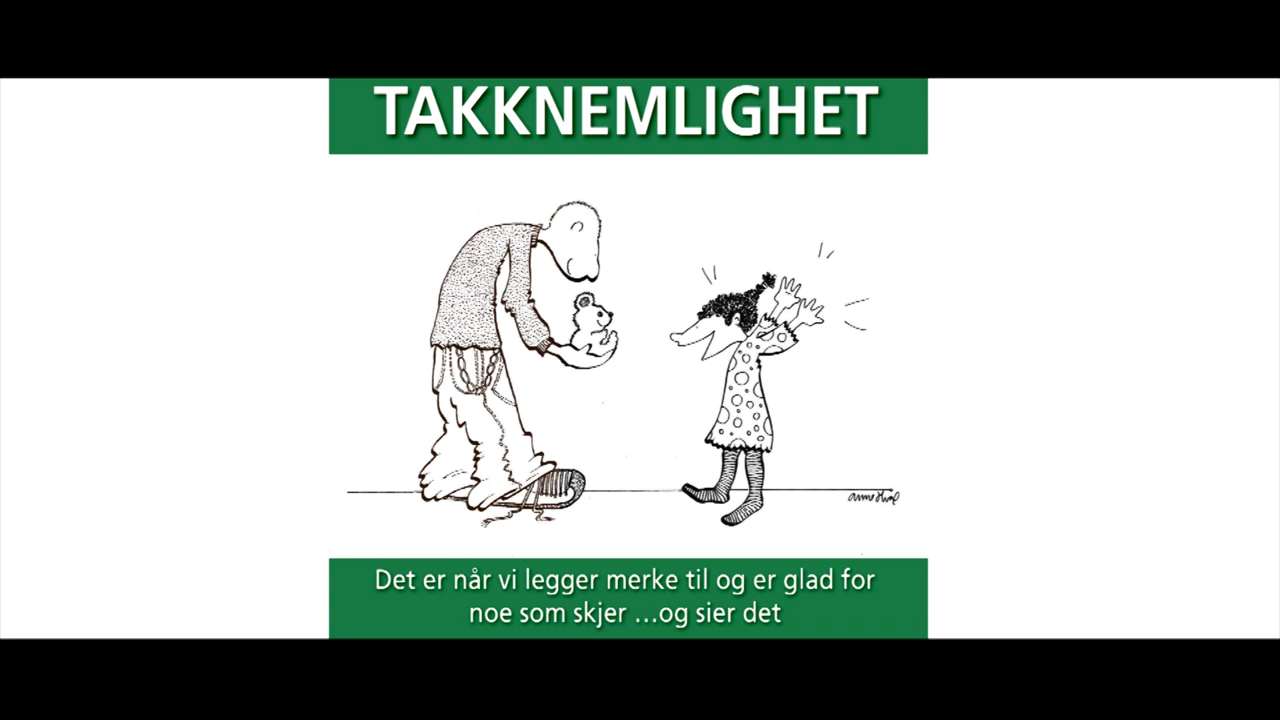 TAKKNEMLIGHET
Det er når vi legger merke til og er glad for
noe som skjer ...og sier det